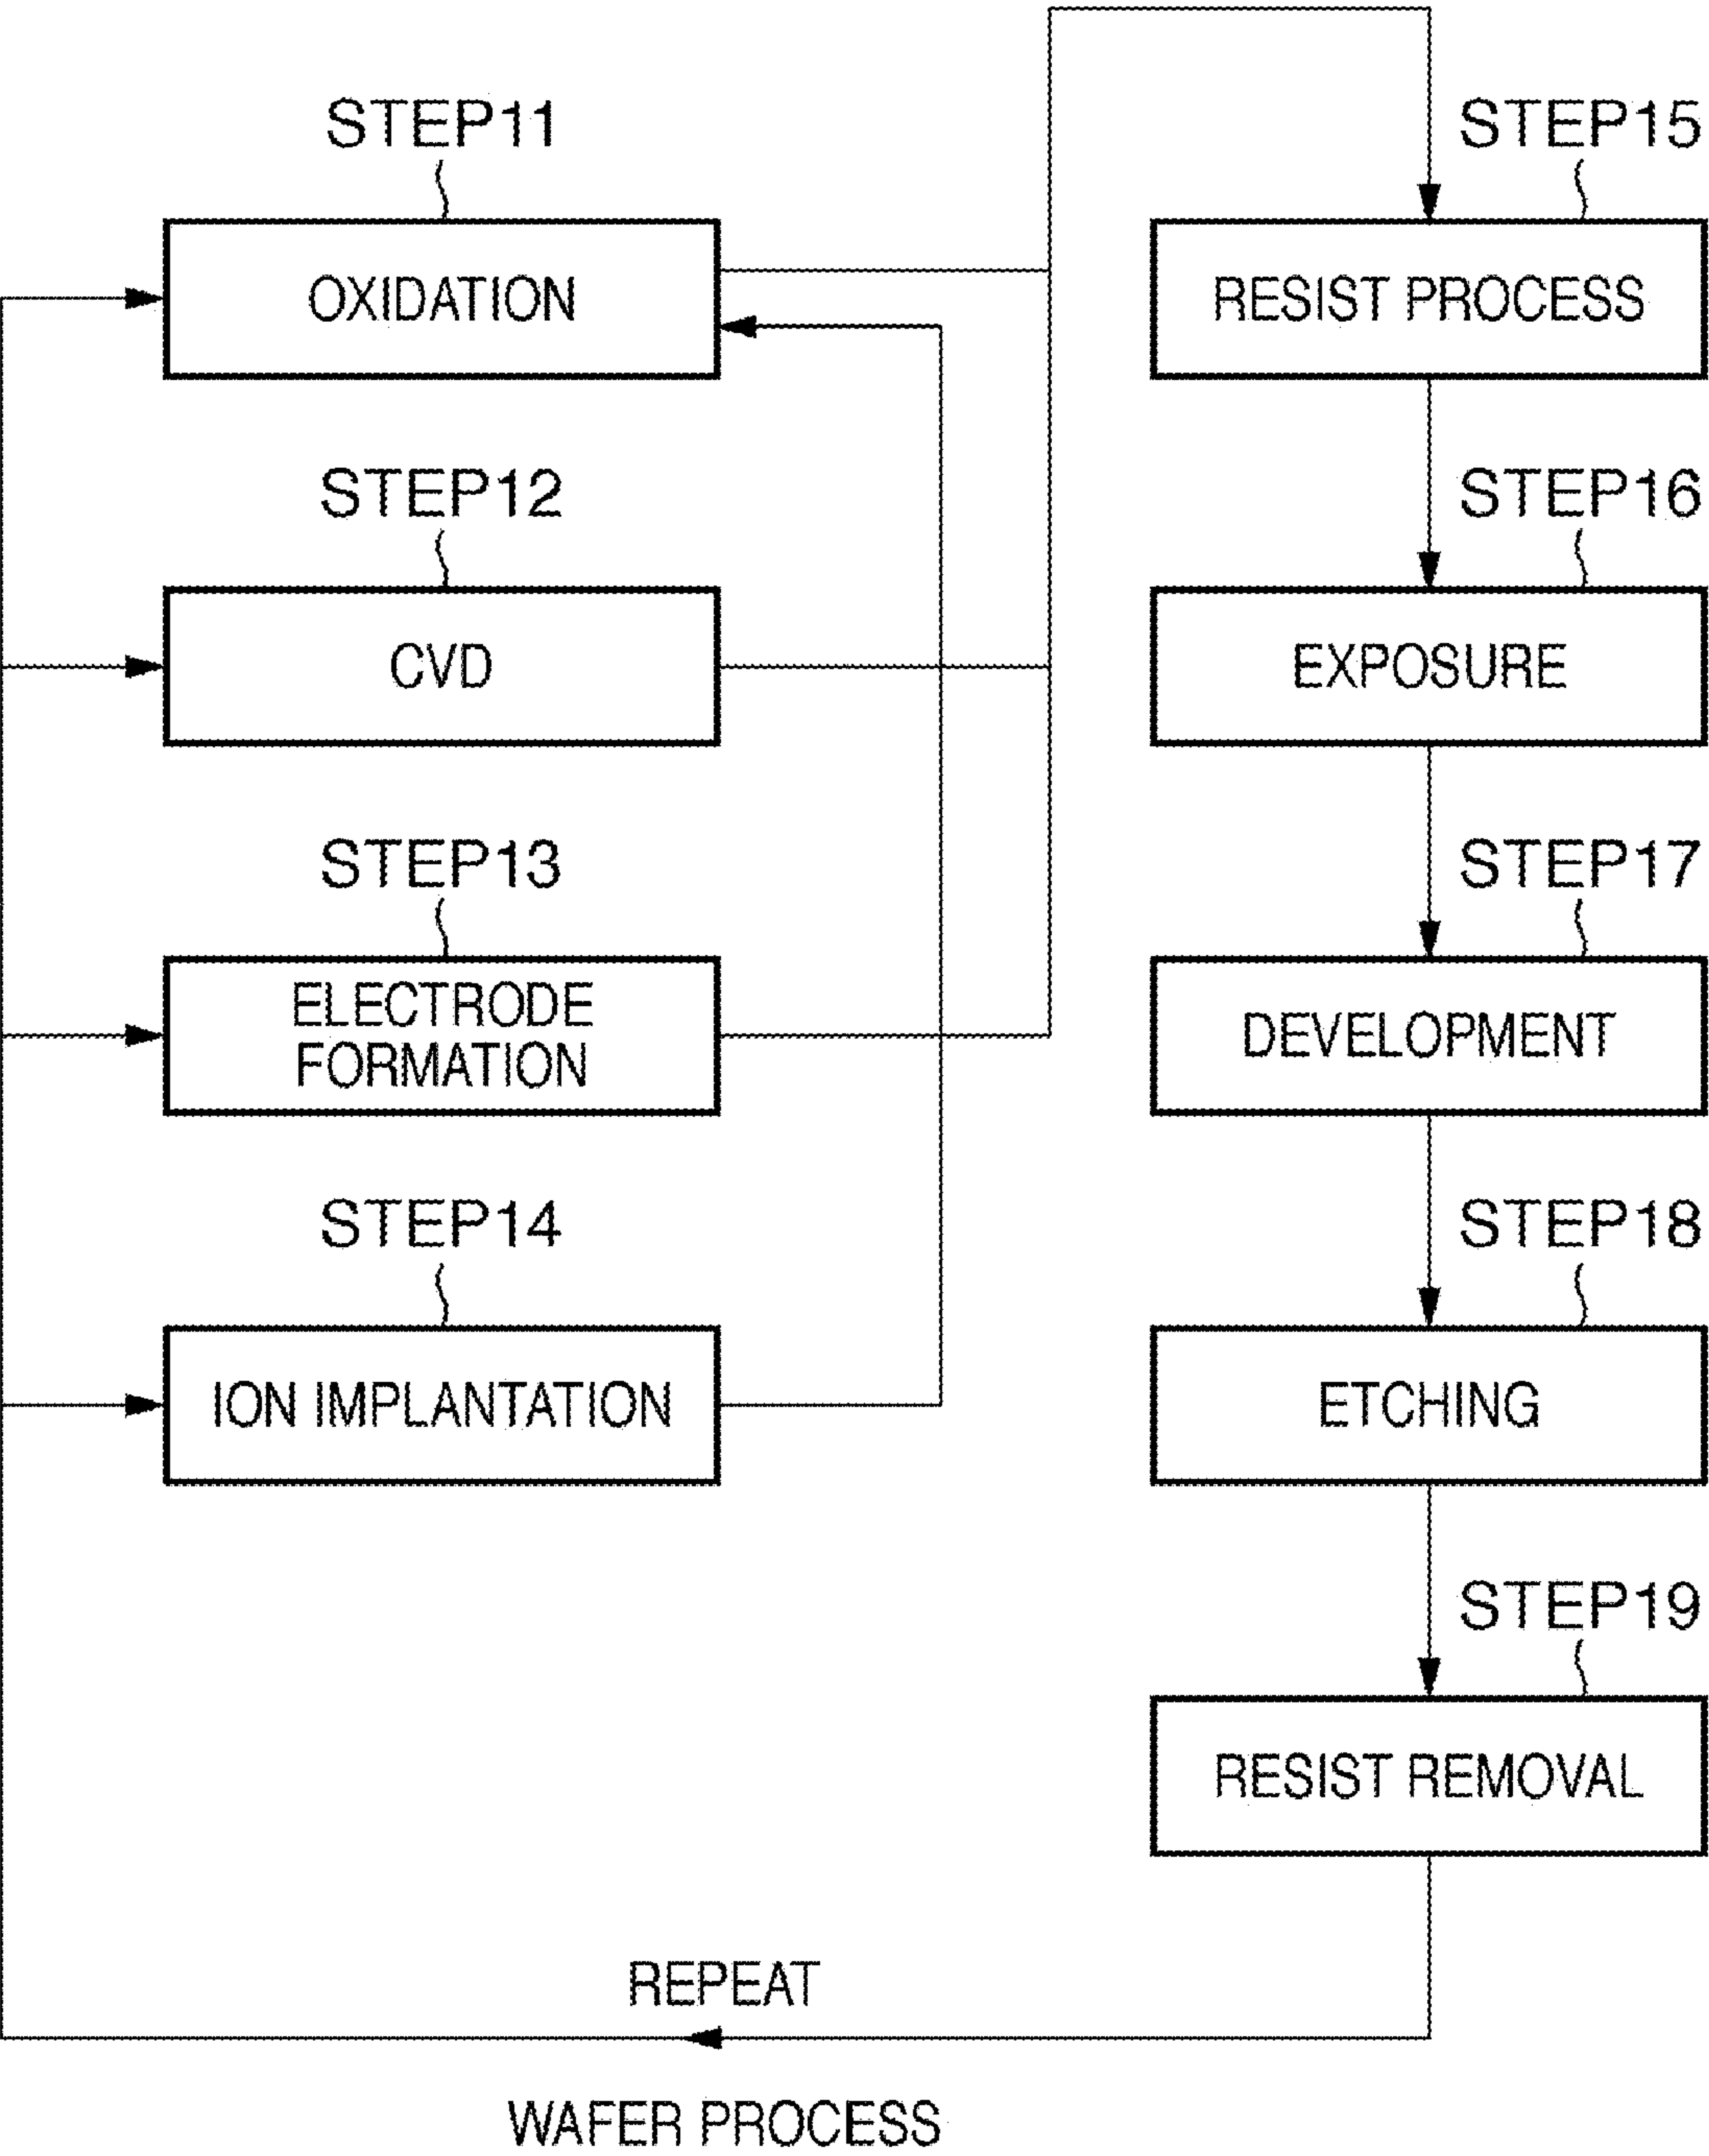 STEP11
OXIDATION
STEP12
CVD
STEP13
ELECTRODE
FORMATION
STEP14
ION IMPLANTATION
STEP15
RESIST PROCESS
STEP16
EXPOSURE
STEP17
DEVELOPMENT
STEP18
ETCHING
STEP19
RESIST REMOVAL
REPEAT
WAFER PROCESS